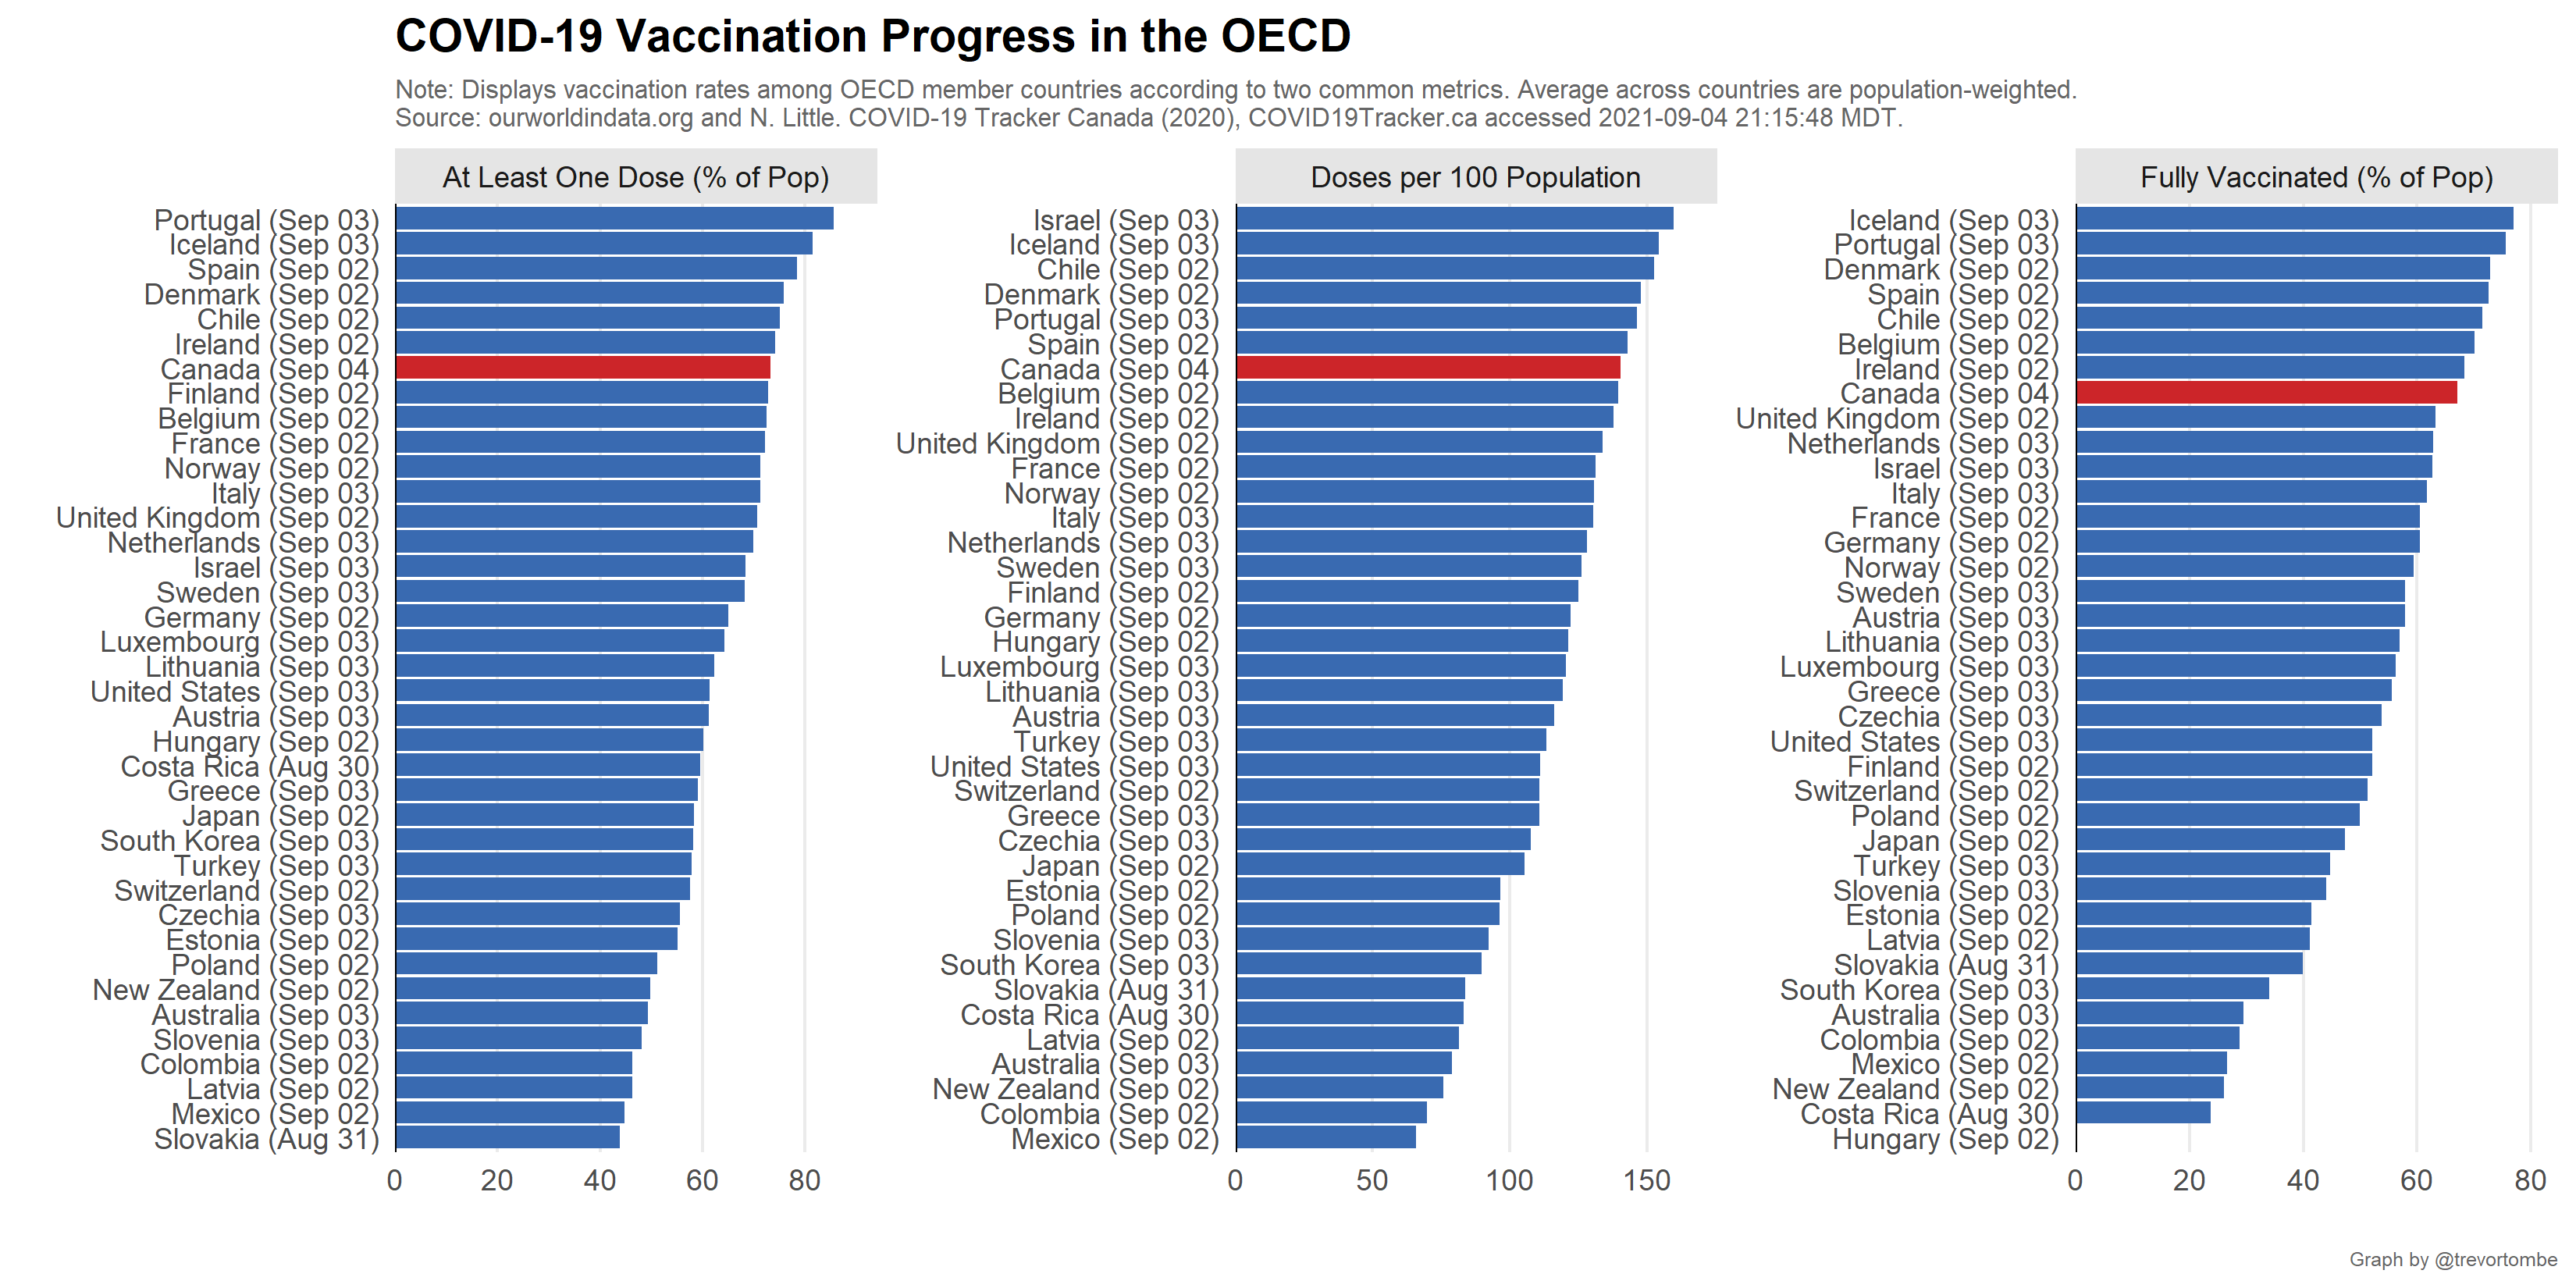 COVID-19 Vaccination Progress in the OECD
Note: Displays vaccination rates among OECD member countries according to two common metrics. Average across countries are population-weighted.
Source: ourworldindata.org and N. Little. COVID-19 Tracker Canada (2020), COVID19Tracker.ca accessed 2021-09-04 21:15:48 MDT.
At Least One Dose (% of Pop)
Portugal (Sep 03)
Iceland (Sep 03)
Spain (Sep 02)
Denmark (Sep 02)
Chile (Sep 02)
Ireland (Sep 02)
Canada (Sep 04)
Finland (Sep 02)
Belgium (Sep 02)
France (Sep 02)
Norway (Sep 02)
Italy (Sep 03)
United Kingdom (Sep 02)
Netherlands (Sep 03)
Israel (Sep 03)
Sweden (Sep 03)
Germany (Sep 02)
Luxembourg (Sep 03)
Lithuania (Sep 03)
United States (Sep 03)
Austria (Sep 03)
Hungary (Sep 02)
Costa Rica (Aug 30)
Greece (Sep 03)
Japan (Sep 02)
South Korea (Sep 03)
Turkey (Sep 03)
Switzerland (Sep 02)
Czechia (Sep 03)
Estonia (Sep 02)
Poland (Sep 02)
New Zealand (Sep 02)
Australia (Sep 03)
Slovenia (Sep 03)
Colombia (Sep 02)
Latvia (Sep 02)
Mexico (Sep 02)
Slovakia (Aug 31)
0 20 40 60 80
Doses per 100 Population
Israel (Sep 03)
Iceland (Sep 03)
Chile (Sep 02)
Denmark (Sep 02)
Portugal (Sep 03)
Spain (Sep 02)
Canada (Sep 04)
Belgium (Sep 02)
Ireland (Sep 02)
United Kingdom (Sep 02)
France (Sep 02)
Norway (Sep 02)
Italy (Sep 03)
Netherlands (Sep 03)
Sweden (Sep 03)
Finland (Sep 02)
Germany (Sep 02)
Hungary (Sep 02)
Luxembourg (Sep 03)
Lithuania (Sep 03)
Austria (Sep 03)
Turkey (Sep 03)
United States (Sep 03)
Switzerland (Sep 02)
Greece (Sep 03)
Czechia (Sep 03)
Japan (Sep 02)
Estonia (Sep 02)
Poland (Sep 02)
Slovenia (Sep 03)
South Korea (Sep 03)
Slovakia (Aug 31)
Costa Rica (Aug 30)
Latvia (Sep 02)
Australia (Sep 03)
New Zealand (Sep 02)
Colombia (Sep 02)
Mexico (Sep 02)
0 50 100 150
Fully Vaccinated (% of Pop)
Iceland (Sep 03)
Portugal (Sep 03)
Denmark (Sep 02)
Spain (Sep 02)
Chile (Sep 02)
Belgium (Sep 02)
Ireland (Sep 02)
Canada (Sep 04)
United Kingdom (Sep 02)
Netherlands (Sep 03)
Israel (Sep 03)
Italy (Sep 03)
France (Sep 02)
Germany (Sep 02)
Norway (Sep 02)
Sweden (Sep 03)
Austria (Sep 03)
Lithuania (Sep 03)
Luxembourg (Sep 03)
Greece (Sep 03)
Czechia (Sep 03)
United States (Sep 03)
Finland (Sep 02)
Switzerland (Sep 02)
Poland (Sep 02)
Japan (Sep 02)
Turkey (Sep 03)
Slovenia (Sep 03)
Estonia (Sep 02)
Latvia (Sep 02)
Slovakia (Aug 31)
South Korea (Sep 03)
Australia (Sep 03)
Colombia (Sep 02)
Mexico (Sep 02)
New Zealand (Sep 02)
Costa Rica (Aug 30)
Hungary (Sep 02)
0 20 40 60 80
Graph by @trevortombe